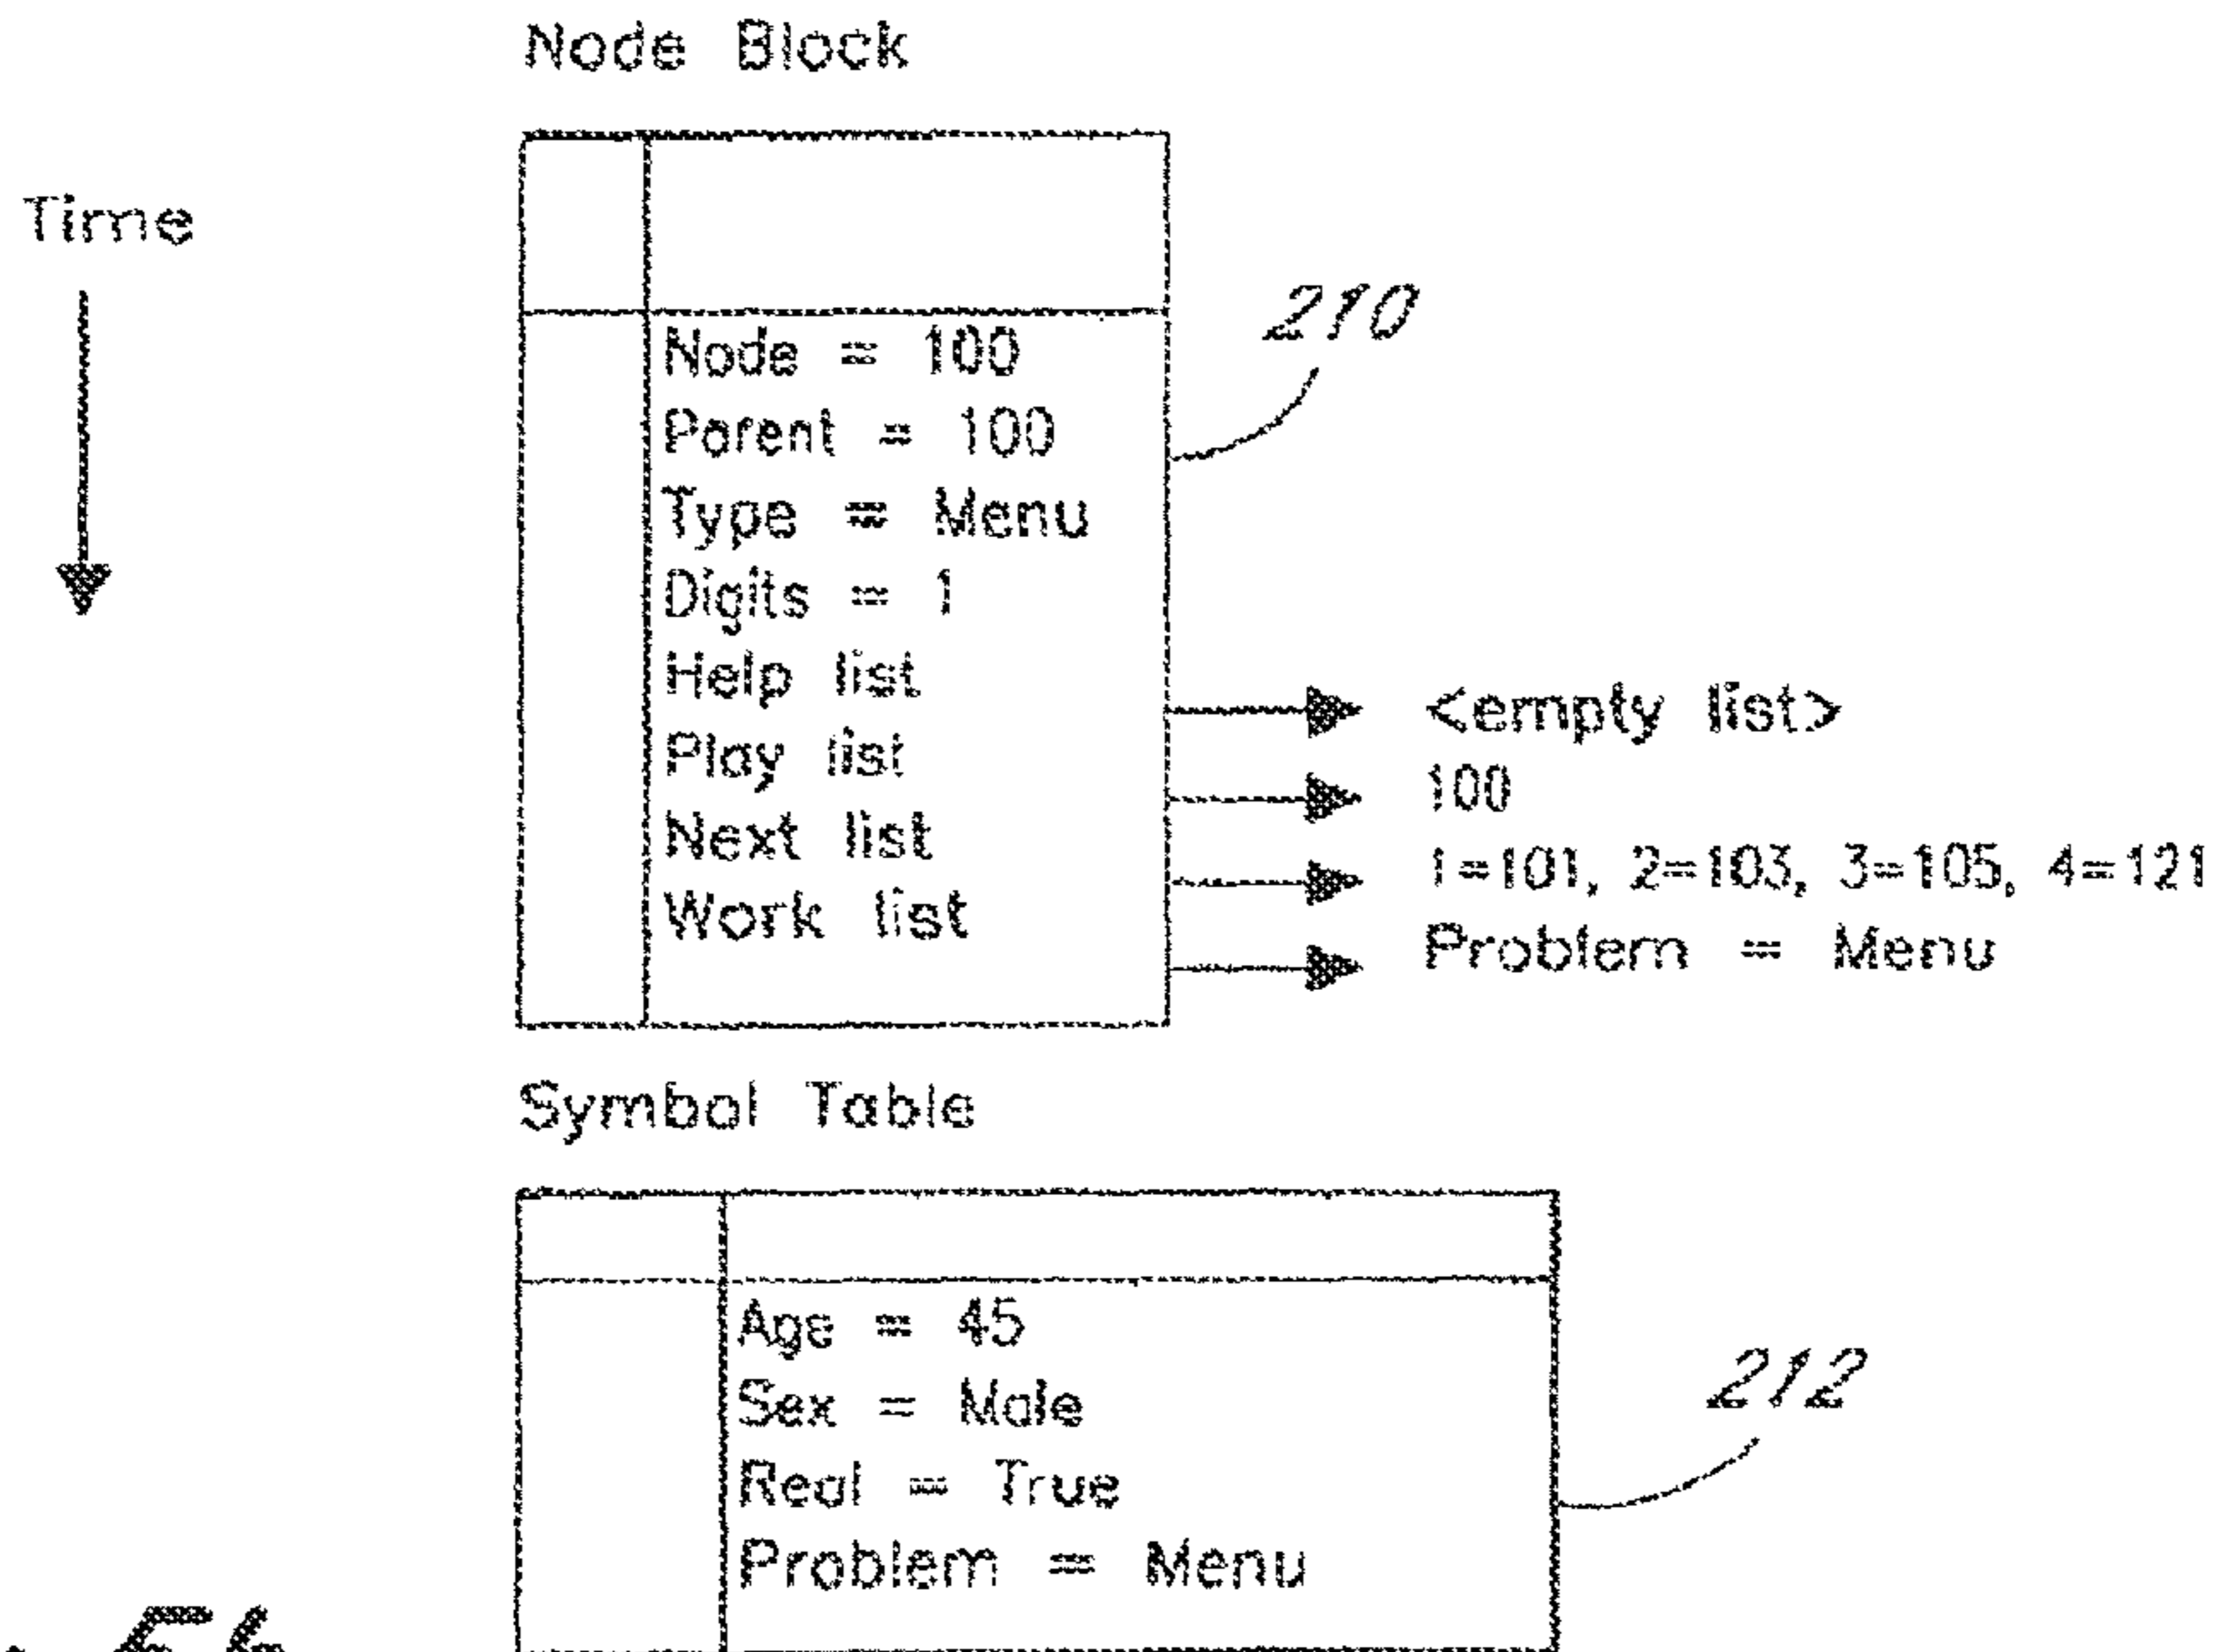 Node Block
Time
210
Node = 100
Parent = 100
Type = Menu
Digits = 1
Help list
<empty list>
Play list
100
Next list
1=101, 2=103, 3=105, 4=121
Work list
Problem = Menu
Symbol Table
Age = 45
Sex = Male
212
Real = True
Problem = Menu